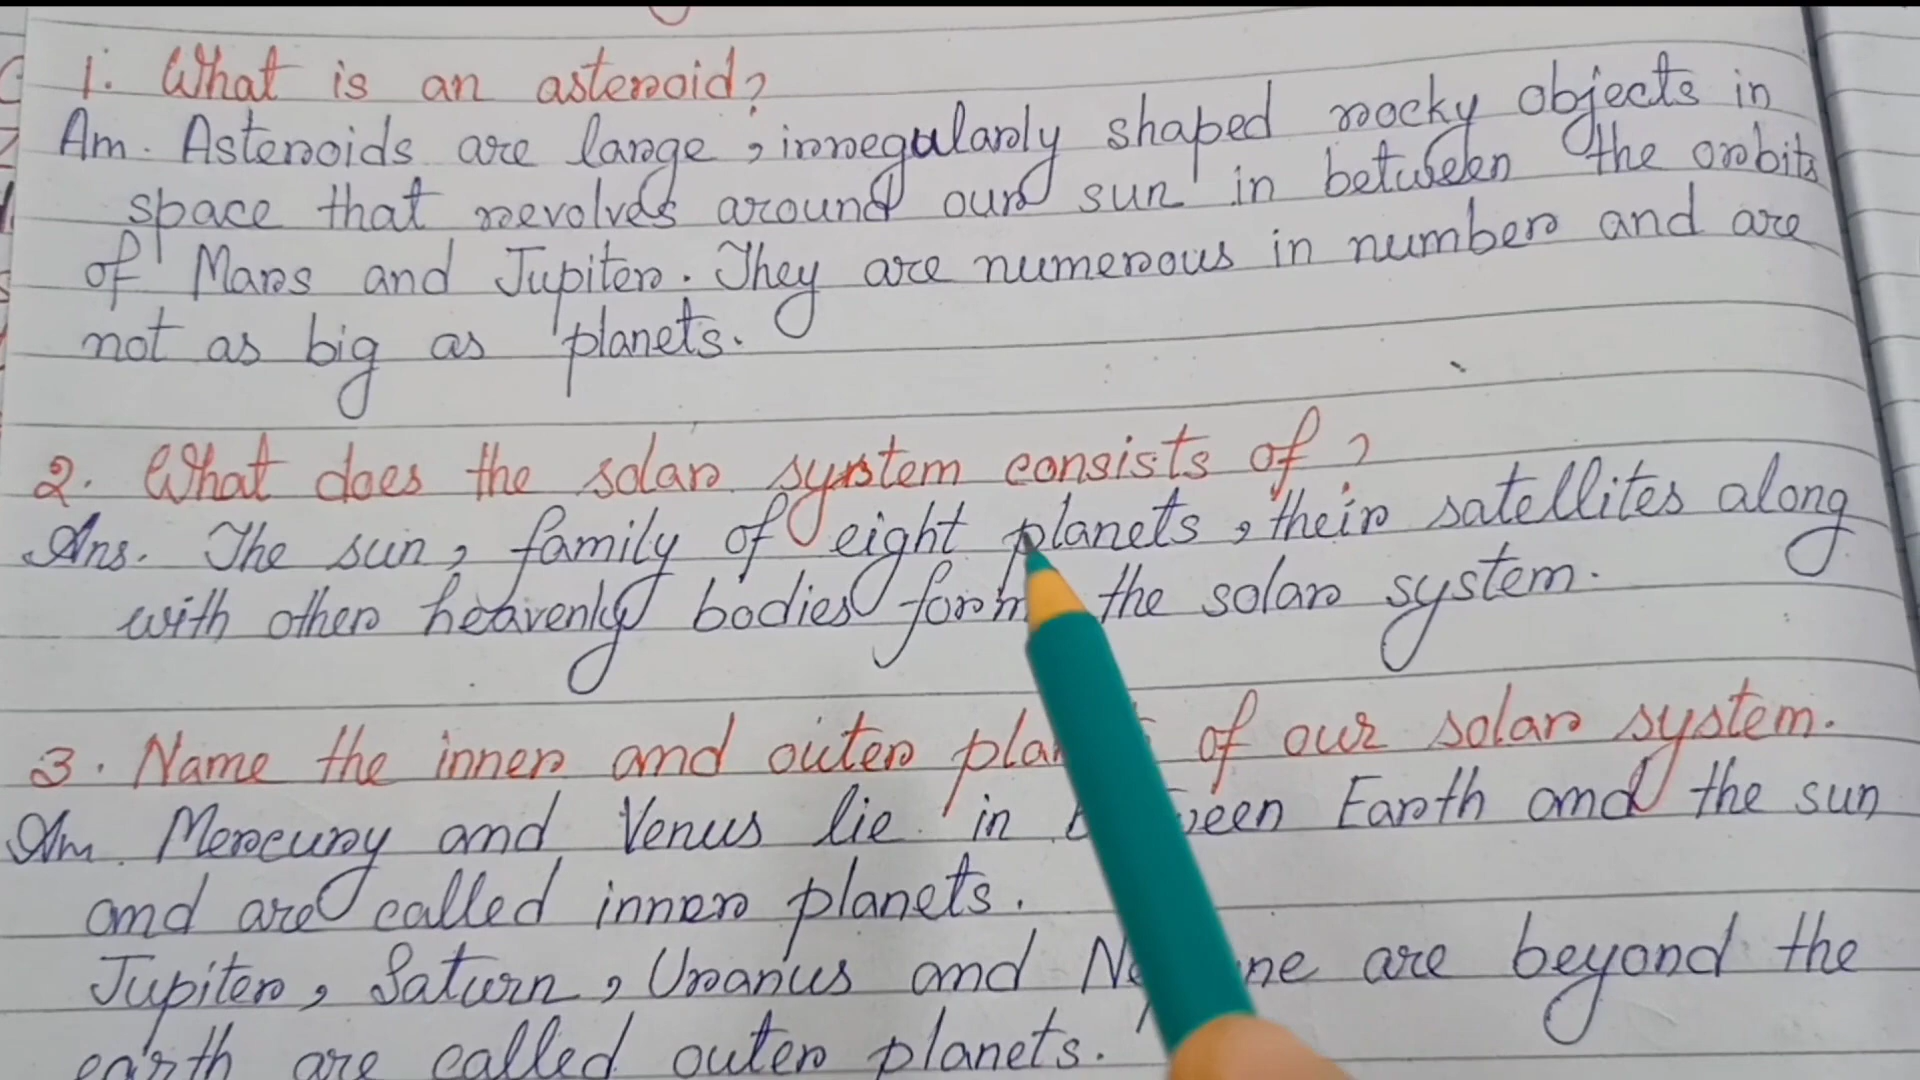 1. What is an asteroid?
Ans. Asteroids are large, irregularly shaped rocky objects in
space that revolves around our sun in between the orbits
of Mars and Jupiter. They are numerous in number and are
not as big as planets.
2. What does the solar system consists of?
Ans. The sun, family of eight planets, their satellites along
with other heavenly bodies form the solar system.
3. Name the inner and outer of our solar system.
Ans. Mercury and Venus lie in Earth and the sun
and are called inner planets.
Jupiter, Saturn, Uranus and are beyond the
earth are called outer planets.